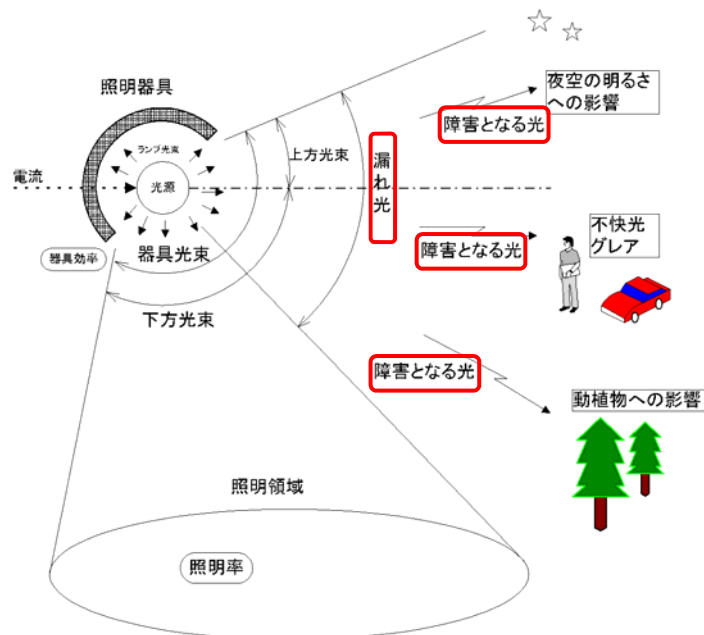 照明器具
夜空の明るさ
への影響
障害となる光
ランプ光束
上方光束
漏れ光
電流
光源
不快光
グレア
障害となる光
器具光束
器具効率
下方光束
障害となる光
動植物への影響
照明領域
照明率